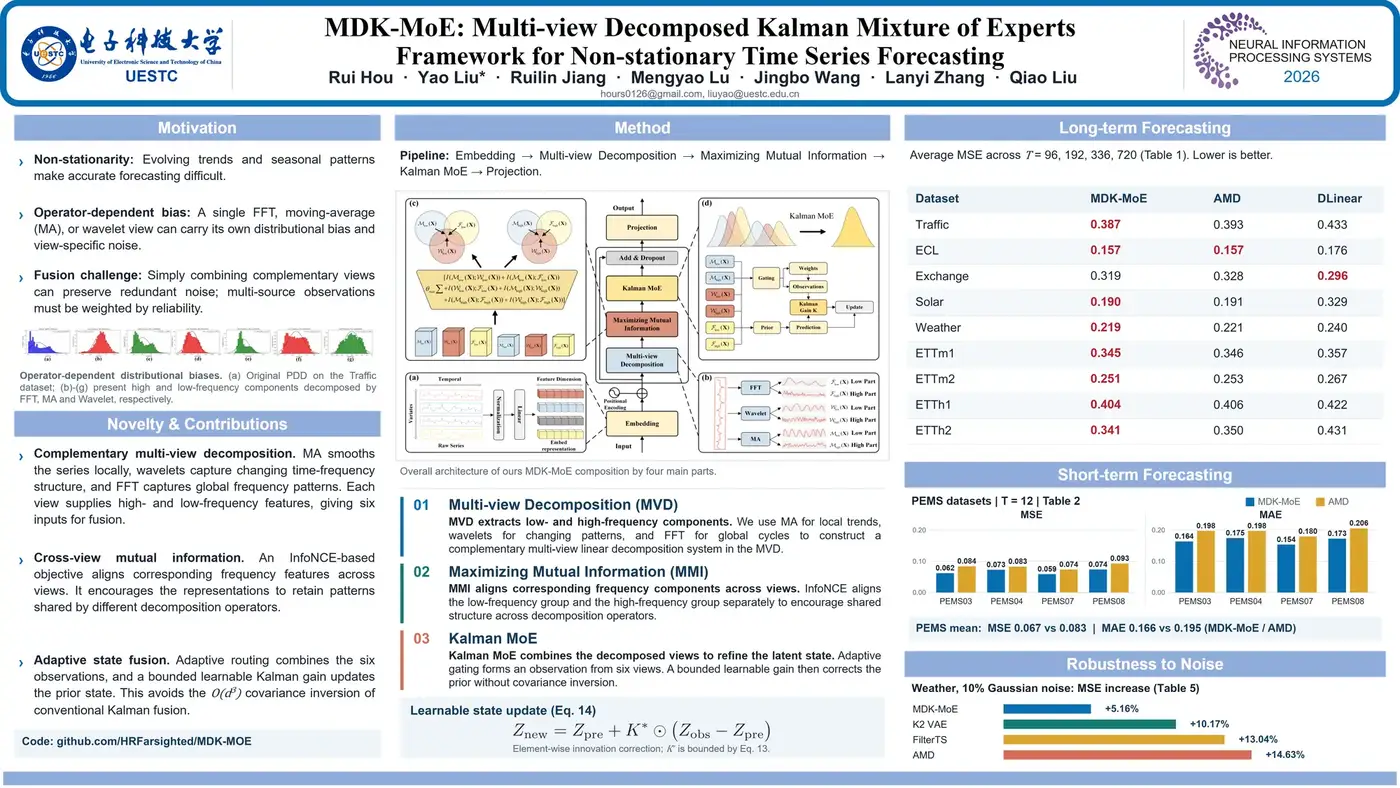 电子科技大学
University of Electronic Science and Technology of China
UESTC
1956
MDK-MoE: Multi-view Decomposed Kalman Mixture of Experts
Framework for Non-stationary Time Series Forecasting
Rui Hou · Yao Liu* · Ruilin Jiang · Mengyao Lu · Jingbo Wang · Lanyi Zhang · Qiao Liu
hours0126@gmail.com, liuyao@uestc.edu.cn
NEURAL INFORMATION
PROCESSING SYSTEMS
2026
Motivation
› Non-stationarity: Evolving trends and seasonal patterns
make accurate forecasting difficult.
› Operator-dependent bias: A single FFT, moving-average
(MA), or wavelet view can carry its own distributional bias and
view-specific noise.
› Fusion challenge: Simply combining complementary views
can preserve redundant noise; multi-source observations
must be weighted by reliability.
(a) (b) (c) (d) (e) (f) (g)
Operator-dependent distributional biases. (a) Original PDD on the Traffic
dataset; (b)-(g) present high and low-frequency components decomposed by
FFT, MA and Wavelet, respectively.
Novelty & Contributions
› Complementary multi-view decomposition. MA smooths
the series locally, wavelets capture changing time-frequency
structure, and FFT captures global frequency patterns. Each
view supplies high- and low-frequency features, giving six
inputs for fusion.
› Cross-view mutual information. An InfoNCE-based
objective aligns corresponding frequency features across
views. It encourages the representations to retain patterns
shared by different decomposition operators.
› Adaptive state fusion. Adaptive routing combines the six
observations, and a bounded learnable Kalman gain updates
the prior state. This avoids the O(d³) covariance inversion of
conventional Kalman fusion.
Code: github.com/HRFarsighted/MDK-MOE
Method
Pipeline: Embedding → Multi-view Decomposition → Maximizing Mutual Information →
Kalman MoE → Projection.
(c)
Output
Projection
Add & Dropout
Kalman MoE
Maximizing Mutual
Information
Multi-view
Decomposition
Positional
Encoding
Embedding
Input
(d)
Kalman MoE
Gating
Weights
Observations
Kalman
Gain K
Update
Prior
Prediction
(a)
Temporal
Feature Dimension
Variates
Normalization
Linear
Raw Series
Embed
representation
(b)
FFT
Wavelet
MA
Low Part
High Part
Low Part
High Part
Low Part
High Part
Overall architecture of ours MDK-MoE composition by four main parts.
01 Multi-view Decomposition (MVD)
MVD extracts low- and high-frequency components. We use MA for local trends,
wavelets for changing patterns, and FFT for global cycles to construct a
complementary multi-view linear decomposition system in the MVD.
02 Maximizing Mutual Information (MMI)
MMI aligns corresponding frequency components across views. InfoNCE aligns
the low-frequency group and the high-frequency group separately to encourage shared
structure across decomposition operators.
03 Kalman MoE
Kalman MoE combines the decomposed views to refine the latent state. Adaptive
gating forms an observation from six views. A bounded learnable gain then corrects the
prior without covariance inversion.
Learnable state update (Eq. 14)
Z_new = Z_pre + K* ⊙ (Z_obs − Z_pre)
Element-wise innovation correction; K* is bounded by Eq. 13.
Long-term Forecasting
Average MSE across T = 96, 192, 336, 720 (Table 1). Lower is better.
Dataset MDK-MoE AMD DLinear
Traffic 0.387 0.393 0.433
ECL 0.157 0.157 0.176
Exchange 0.319 0.328 0.296
Solar 0.190 0.191 0.329
Weather 0.219 0.221 0.240
ETTm1 0.345 0.346 0.357
ETTm2 0.251 0.253 0.267
ETTh1 0.404 0.406 0.422
ETTh2 0.341 0.350 0.431
Short-term Forecasting
PEMS datasets | T = 12 | Table 2
MDK-MoE AMD
MSE
0.20
0.10
0.00
0.062 0.084 0.073 0.083 0.059 0.074 0.074 0.093
PEMS03 PEMS04 PEMS07 PEMS08
MAE
0.20
0.10
0.00
0.164 0.198 0.175 0.198 0.154 0.180 0.173 0.206
PEMS03 PEMS04 PEMS07 PEMS08
PEMS mean: MSE 0.067 vs 0.083 | MAE 0.166 vs 0.195 (MDK-MoE / AMD)
Robustness to Noise
Weather, 10% Gaussian noise: MSE increase (Table 5)
MDK-MoE +5.16%
K2 VAE +10.17%
FilterTS +13.04%
AMD +14.63%